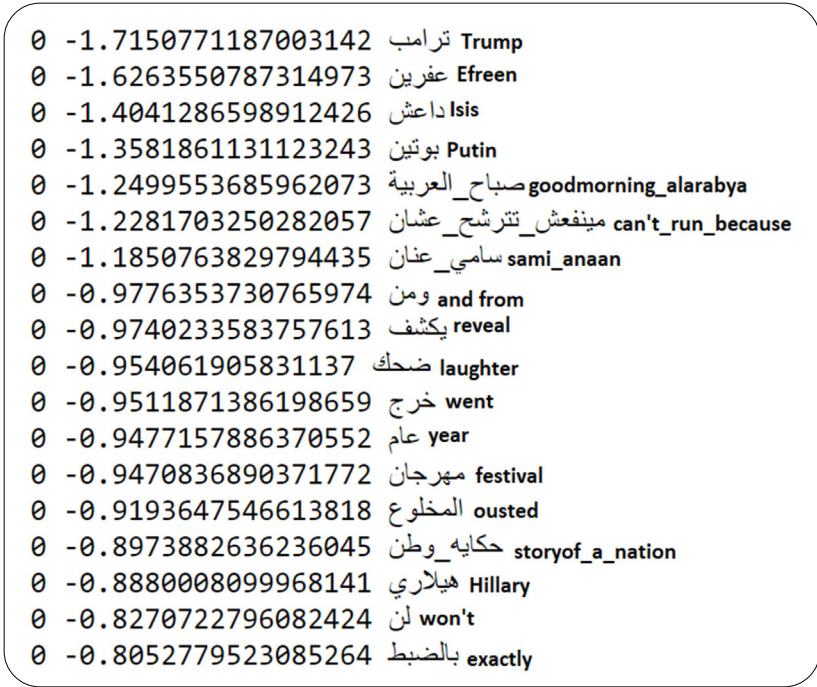 0 -1.7150771187003142 ترامب Trump
0 -1.6263550787314973 عفرين Efreen
0 -1.4041286598912426 داعش Isis
0 -1.3581861131123243 بوتين Putin
0 -1.2499553685962073 صباح_العربية goodmorning_alarabya
0 -1.2281703250282057 مينفعش_تترشح_عشان can't_run_because
0 -1.1850763829794435 سامي_عنان sami_anaan
0 -0.9776353730765974 ومن and from
0 -0.9740233583757613 يكشف reveal
0 -0.954061905831137 ضحك laughter
0 -0.9511871386198659 خرج went
0 -0.9477157886370552 عام year
0 -0.9470836890371772 مهرجان festival
0 -0.9193647546613818 المخلوع ousted
0 -0.8973882636236045 حكايه_وطن storyof_a_nation
0 -0.8880008099968141 هيلاري Hillary
0 -0.8270722796082424 لن won't
0 -0.8052779523085264 بالضبط exactly